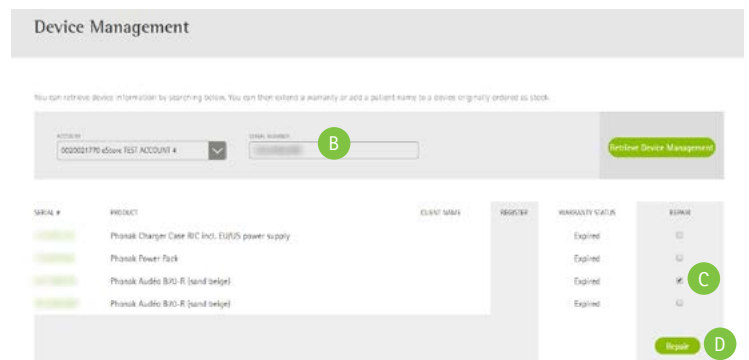 Device Management
You can retrieve device information by searching below. You can then extend a warranty or add a patient name to a device originally ordered as stock.
ACCOUNT
SERIAL NUMBER
0020021770 eStore TEST ACCOUNT 4
B
Retrieve Device Management
SERIAL # PRODUCT CLIENT NAME REGISTER WARRANTY STATUS REPAIR
Phonak Charger Case RIC incl. EU/US power supply Expired
Phonak Power Pack Expired
Phonak Audéo B70-R (sand beige) Expired
C
Phonak Audéo B70-R (sand beige) Expired
Repair
D